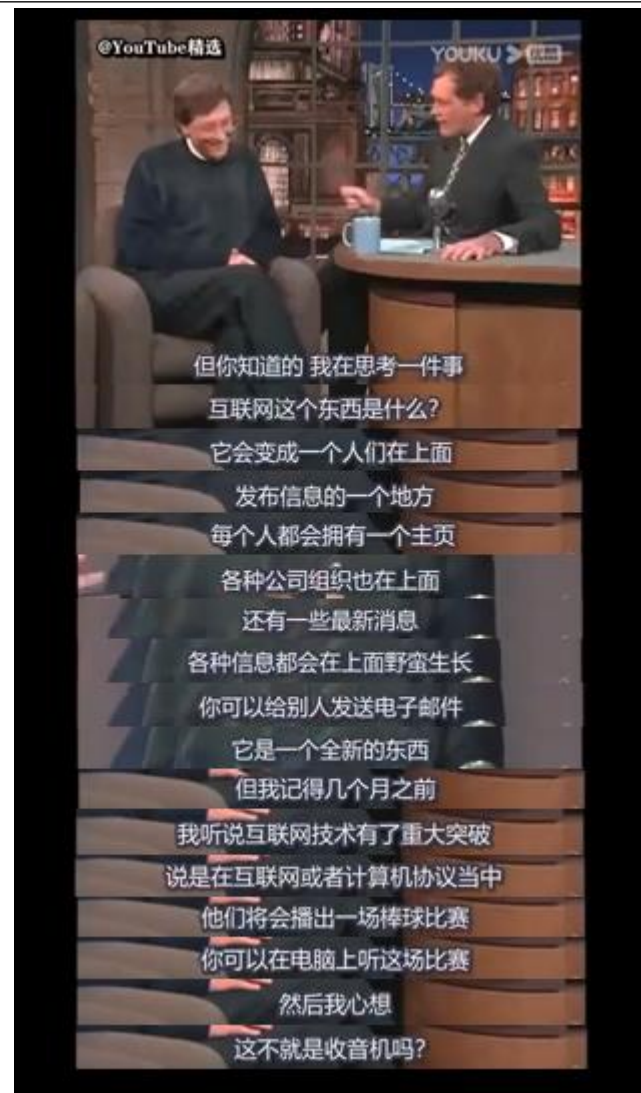 @YouTube精选
YOUKU 优酷
但你知道的 我在思考一件事
互联网这个东西是什么?
它会变成一个人们在上面
发布信息的一个地方
每个人都会拥有一个主页
各种公司组织也在上面
还有一些最新消息
各种信息都会在上面野蛮生长
你可以给别人发送电子邮件
它是一个全新的东西
但我记得几个月之前
我听说互联网技术有了重大突破
说是在互联网或者计算机协议当中
他们将会播出一场棒球比赛
你可以在电脑上听这场比赛
然后我心想
这不就是收音机吗?